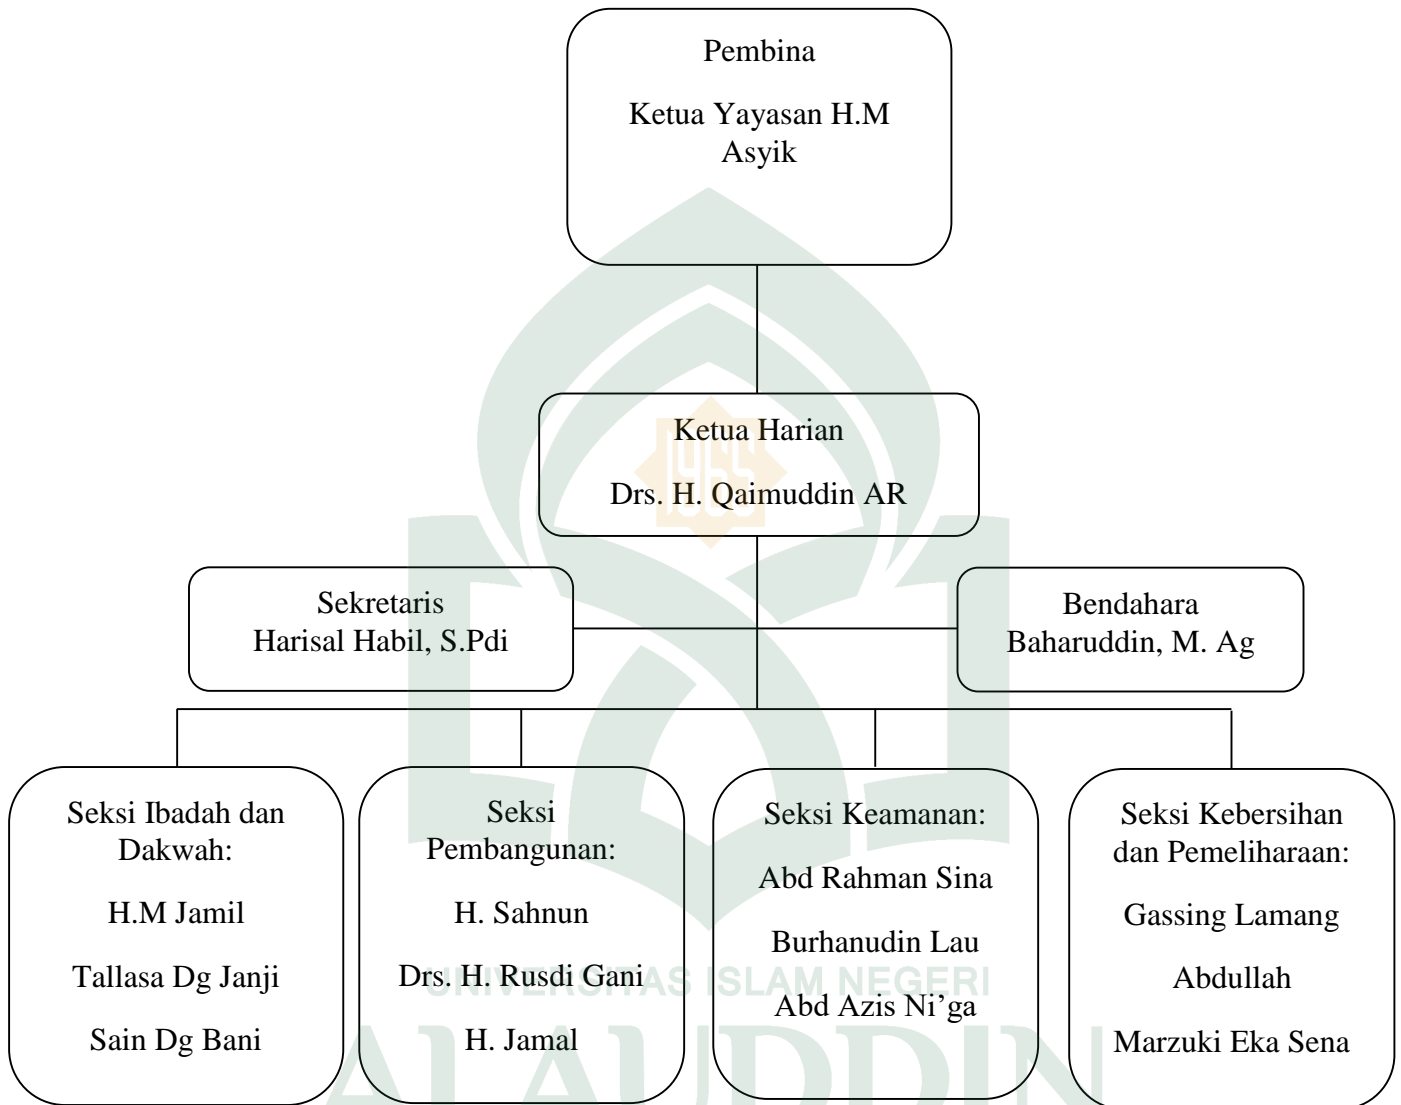 Pembina
Ketua Yayasan H.M
Asyik
Ketua Harian
Drs. H. Qaimuddin AR
1965
Sekretaris
Harisal Habil, S.Pdi
Bendahara
Baharuddin, M. Ag
Seksi Ibadah dan
Dakwah:
H.M Jamil
Tallasa Dg Janji
Sain Dg Bani
Seksi
Pembangunan:
H. Sahnun
Drs. H. Rusdi Gani
H. Jamal
Seksi Keamanan:
Abd Rahman Sina
Burhanudin Lau
Abd Azis Ni’ga
Seksi Kebersihan
dan Pemeliharaan:
Gassing Lamang
Abdullah
Marzuki Eka Sena
UNIVERSITAS ISLAM NEGERI
ALAUDDIN